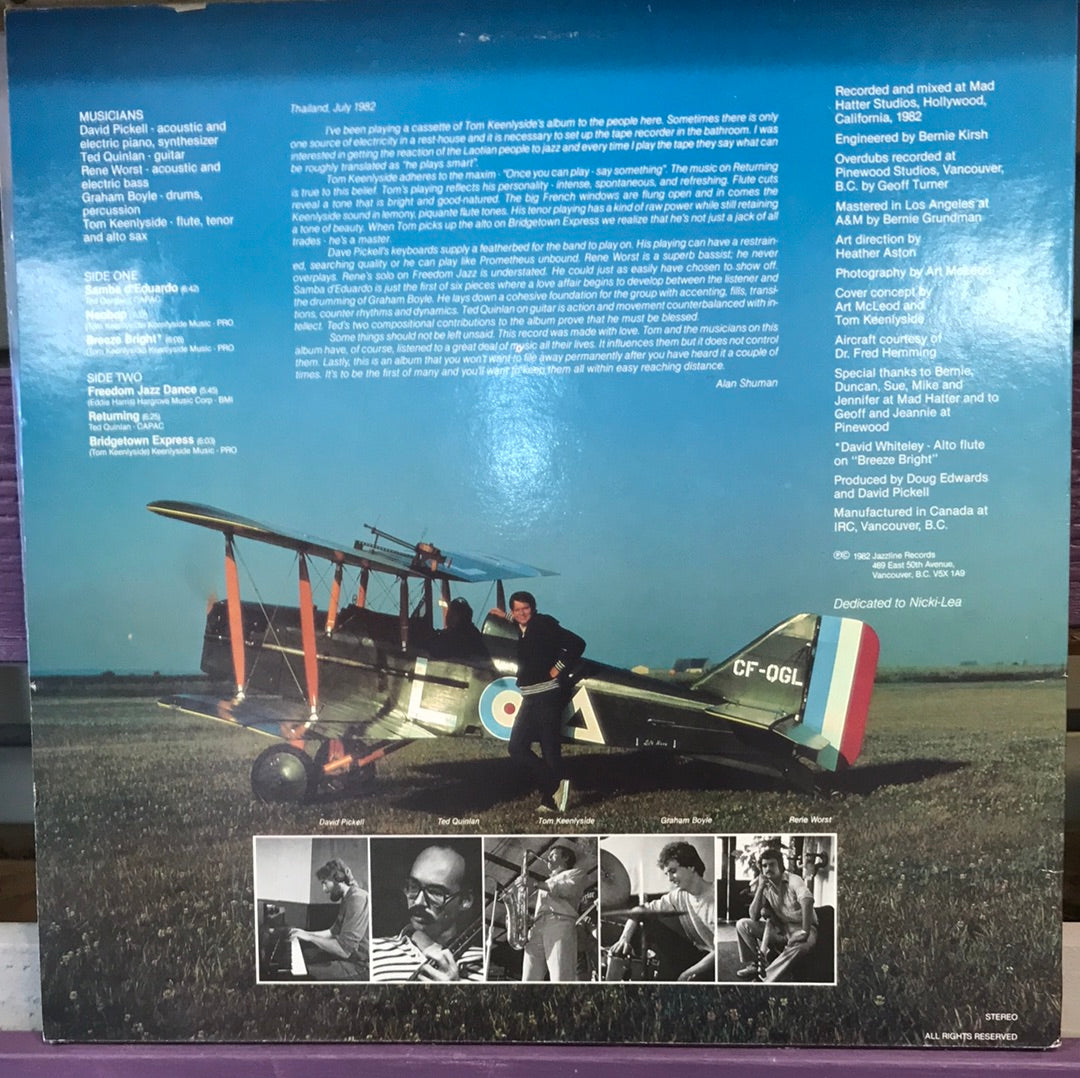 MUSICIANS
David Pickell - acoustic and
electric piano, synthesizer
Ted Quinlan - guitar
Rene Worst - acoustic and
electric bass
Graham Boyle - drums,
percussion
Tom Keenlyside - flute, tenor
and alto sax
SIDE ONE
Samba d'Eduardo (6:42)
Ted Quinlan CAPAC
Neobop
(Tom Keenlyside) Keenlyside Music - PRO
Breeze Bright* (6:08)
(Tom Keenlyside) Keenlyside Music - PRO
SIDE TWO
Freedom Jazz Dance (5:45)
(Eddie Harris) Hargrove Music Corp - BMI
Returning (6:25)
Ted Quinlan - CAPAC
Bridgetown Express (6:03)
(Tom Keenlyside) Keenlyside Music - PRO
Thailand, July 1982
I've been playing a cassette of Tom Keenlyside's album to the people here. Sometimes there is only
one source of electricity in a rest-house and it is necessary to set up the tape recorder in the bathroom. I was
interested in getting the reaction of the Laotian people to jazz and every time I play the tape they say what can
be roughly translated as "he plays smart".
Tom Keenlyside adheres to the maxim - "Once you can play - say something". The music on Returning
is true to this belief. Tom's playing reflects his personality - intense, spontaneous, and refreshing. Flute cuts
reveal a tone that is bright and good-natured. The big French windows are flung open and in comes the
Keenlyside sound in lemony, piquante flute tones. His tenor playing has a kind of raw power while still retaining
a tone of beauty. When Tom picks up the alto on Bridgetown Express we realize that he's not just a jack of all
trades - he's a master.
Dave Pickell's keyboards supply a featherbed for the band to play on. His playing can have a restrain-
ed, searching quality or he can play like Prometheus unbound. Rene Worst is a superb bassist; he never
overplays. Rene's solo on Freedom Jazz is understated. He could just as easily have chosen to show off.
Samba d'Eduardo is just the first of six pieces where a love affair begins to develop between the listener and
the drumming of Graham Boyle. He lays down a cohesive foundation for the group with accenting, fills, transi-
tions, counter rhythms and dynamics. Ted Quinlan on guitar is action and movement counterbalanced with in-
tellect. Ted's two compositional contributions to the album prove that he must be blessed.
Some things should not be left unsaid. This record was made with love. Tom and the musicians on this
album have, of course, listened to a great deal of music all their lives. It influences them but it does not control
them. Lastly, this is an album that you won't want to file away permanently after you have heard it a couple of
times. It's to be the first of many and you'll want to keep them all within easy reaching distance.
Alan Shuman
Recorded and mixed at Mad
Hatter Studios, Hollywood,
California, 1982
Engineered by Bernie Kirsh
Overdubs recorded at
Pinewood Studios, Vancouver,
B.C. by Geoff Turner
Mastered in Los Angeles at
A&M by Bernie Grundman
Art direction by
Heather Aston
Photography by Art McLeod
Cover concept by
Art McLeod and
Tom Keenlyside
Aircraft courtesy of
Dr. Fred Hemming
Special thanks to Bernie,
Duncan, Sue, Mike and
Jennifer at Mad Hatter and to
Geoff and Jeannie at
Pinewood
*David Whiteley - Alto flute
on "Breeze Bright"
Produced by Doug Edwards
and David Pickell
Manufactured in Canada at
IRC, Vancouver, B.C.
℗© 1982 Jazzline Records
469 East 50th Avenue,
Vancouver, B.C. V5X 1A9
Dedicated to Nicki-Lea
CF-QGL
L
A
David Pickell
Ted Quinlan
Tom Keenlyside
Graham Boyle
Rene Worst
STEREO
ALL RIGHTS RESERVED